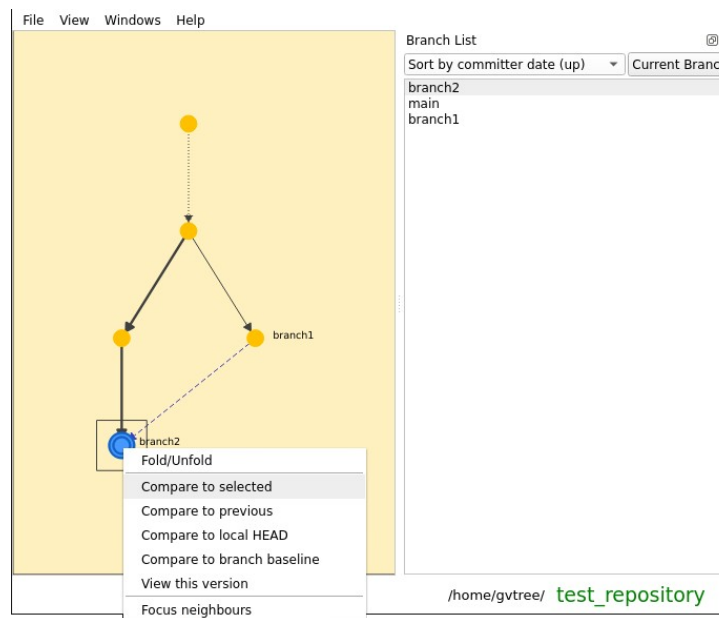 File View Windows Help
Branch List
Sort by committer date (up) Current Branc
branch2
main
branch1
branch1
branch2
Fold/Unfold
Compare to selected
Compare to previous
Compare to local HEAD
Compare to branch baseline
View this version
Focus neighbours
/home/gvtree/ test_repository